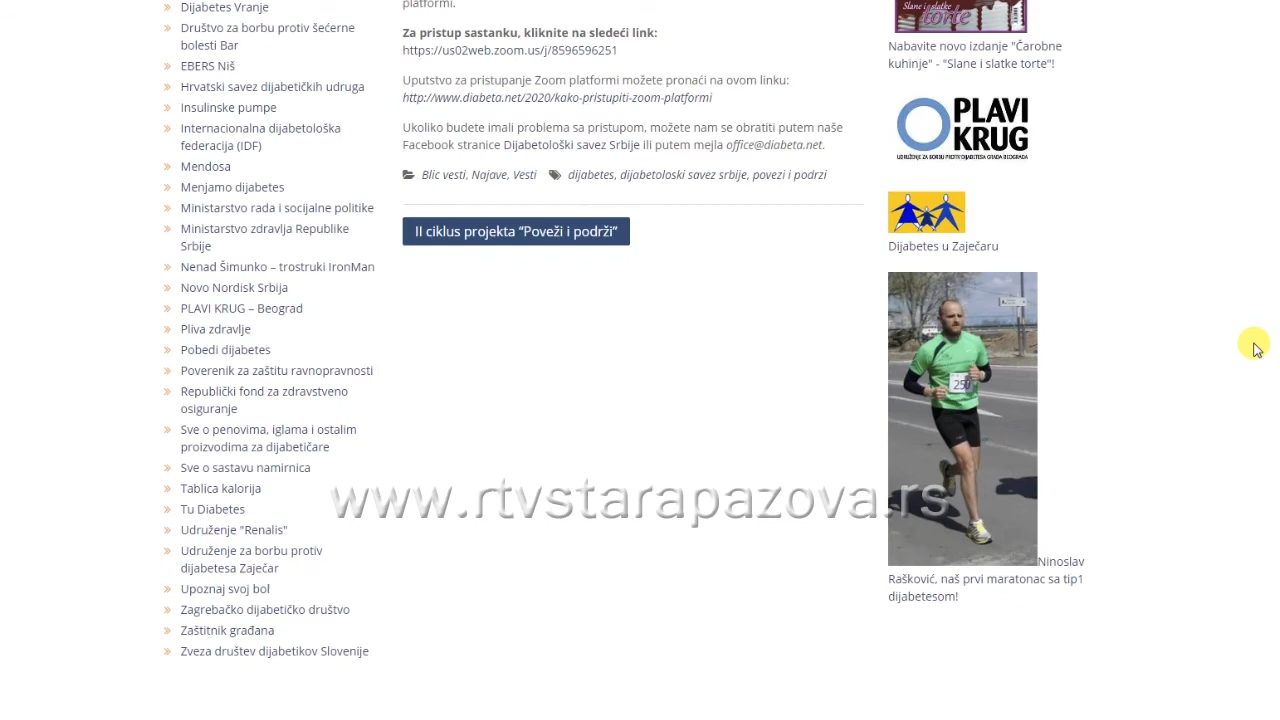 Dijabetes Vranje
Društvo za borbu protiv šećerne
bolesti Bar
EBERS Niš
Hrvatski savez dijabetičkih udruga
Insulinske pumpe
Internacionalna dijabetološka
federacija (IDF)
Mendosa
Menjamo dijabetes
Ministarstvo rada i socijalne politike
Ministarstvo zdravlja Republike
Srbije
Nenad Šimunko – trostruki IronMan
Novo Nordisk Srbija
PLAVI KRUG – Beograd
Pliva zdravlje
Pobedi dijabetes
Poverenik za zaštitu ravnopravnosti
Republički fond za zdravstveno
osiguranje
Sve o penovima, iglama i ostalim
proizvodima za dijabetičare
Sve o sastavu namirnica
Tablica kalorija
Tu Diabetes
Udruženje "Renalis"
Udruženje za borbu protiv
dijabetesa Zaječar
Upoznaj svoj bol
Zagrebačko dijabetičko društvo
Zaštitnik građana
Zveza društev dijabetikov Slovenije
platformi.
Za pristup sastanku, kliknite na sledeći link:
https://us02web.zoom.us/j/8596596251
Uputstvo za pristupanje Zoom platformi možete pronaći na ovom linku:
http://www.diabeta.net/2020/kako-pristupiti-zoom-platformi
Ukoliko budete imali problema sa pristupom, možete nam se obratiti putem naše
Facebook stranice Dijabetološki savez Srbije ili putem mejla office@diabeta.net.
Blic vesti, Najave, Vesti dijabetes, dijabetoloski savez srbije, povezi i podrzi
II ciklus projekta “Poveži i podrži”
Slane i slatke
torte
Nabavite novo izdanje "Čarobne
kuhinje" - "Slane i slatke torte"!
PLAVI
KRUG
UDRUŽENJE ZA BORBU PROTIV DIJABETESA GRADA BEOGRADA
Dijabetes u Zaječaru
259
Ninoslav
Rašković, naš prvi maratonac sa tip1
dijabetesom!
www.rtvstarapazova.rs